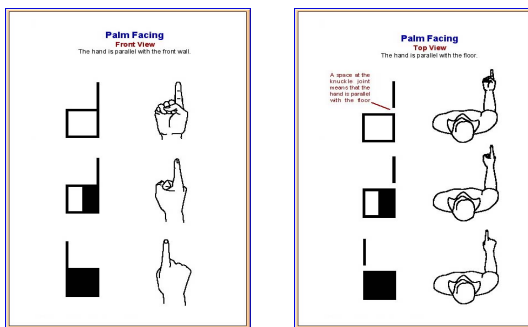 Palm Facing
Front View
The hand is parallel with the front wall.
Palm Facing
Top View
The hand is parallel with the floor.
A space at the
knuckle joint
means that the
hand is parallel
with the floor